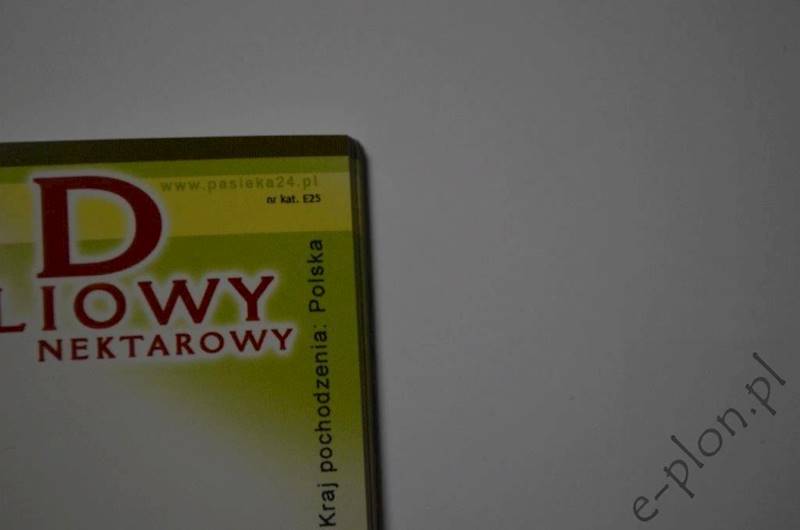 www.pasieka24.pl
nr kat. E25
D
LIOWY
NEKTAROWY
Kraj pochodzenia: Polska
e-plon.pl